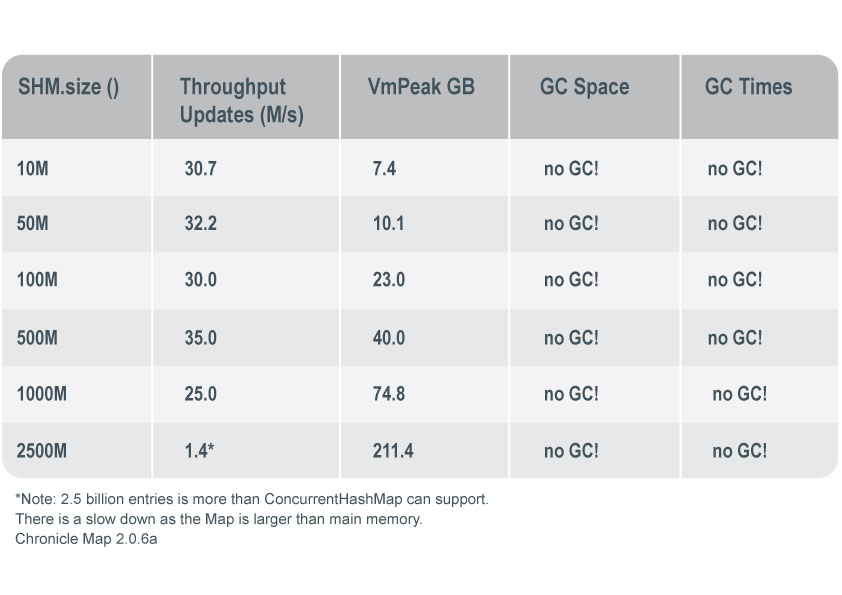 SHM.size () Throughput Updates (M/s) VmPeak GB GC Space GC Times
10M 30.7 7.4 no GC! no GC!
50M 32.2 10.1 no GC! no GC!
100M 30.0 23.0 no GC! no GC!
500M 35.0 40.0 no GC! no GC!
1000M 25.0 74.8 no GC! no GC!
2500M 1.4* 211.4 no GC! no GC!
*Note: 2.5 billion entries is more than ConcurrentHashMap can support.
There is a slow down as the Map is larger than main memory.
Chronicle Map 2.0.6a